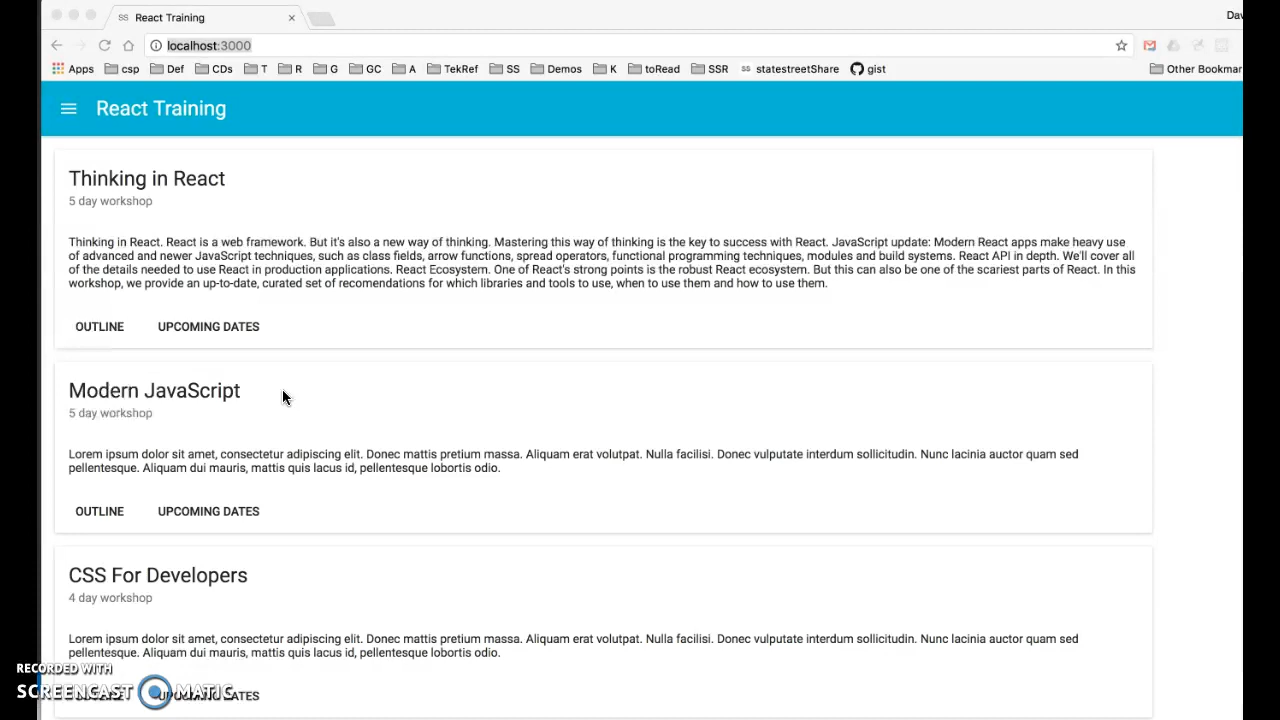 SS React Training
Dav
localhost:3000
Apps csp Def CDs T R G GC A TekRef SS Demos K toRead SSR SS statestreetShare gist Other Bookmar
React Training
Thinking in React
5 day workshop
Thinking in React. React is a web framework. But it's also a new way of thinking. Mastering this way of thinking is the key to success with React. JavaScript update: Modern React apps make heavy use
of advanced and newer JavaScript techniques, such as class fields, arrow functions, spread operators, functional programming techniques, modules and build systems. React API in depth. We'll cover all
of the details needed to use React in production applications. React Ecosystem. One of React's strong points is the robust React ecosystem. But this can also be one of the scariest parts of React. In this
workshop, we provide an up-to-date, curated set of recomendations for which libraries and tools to use, when to use them and how to use them.
OUTLINE UPCOMING DATES
Modern JavaScript
5 day workshop
Lorem ipsum dolor sit amet, consectetur adipiscing elit. Donec mattis pretium massa. Aliquam erat volutpat. Nulla facilisi. Donec vulputate interdum sollicitudin. Nunc lacinia auctor quam sed
pellentesque. Aliquam dui mauris, mattis quis lacus id, pellentesque lobortis odio.
OUTLINE UPCOMING DATES
CSS For Developers
4 day workshop
Lorem ipsum dolor sit amet, consectetur adipiscing elit. Donec mattis pretium massa. Aliquam erat volutpat. Nulla facilisi. Donec vulputate interdum sollicitudin. Nunc lacinia auctor quam sed
pellentesque. Aliquam dui mauris, mattis quis lacus id, pellentesque lobortis odio.
RECORDED WITH
SCREENCAST MATIC
OUTLINE UPCOMING DATES